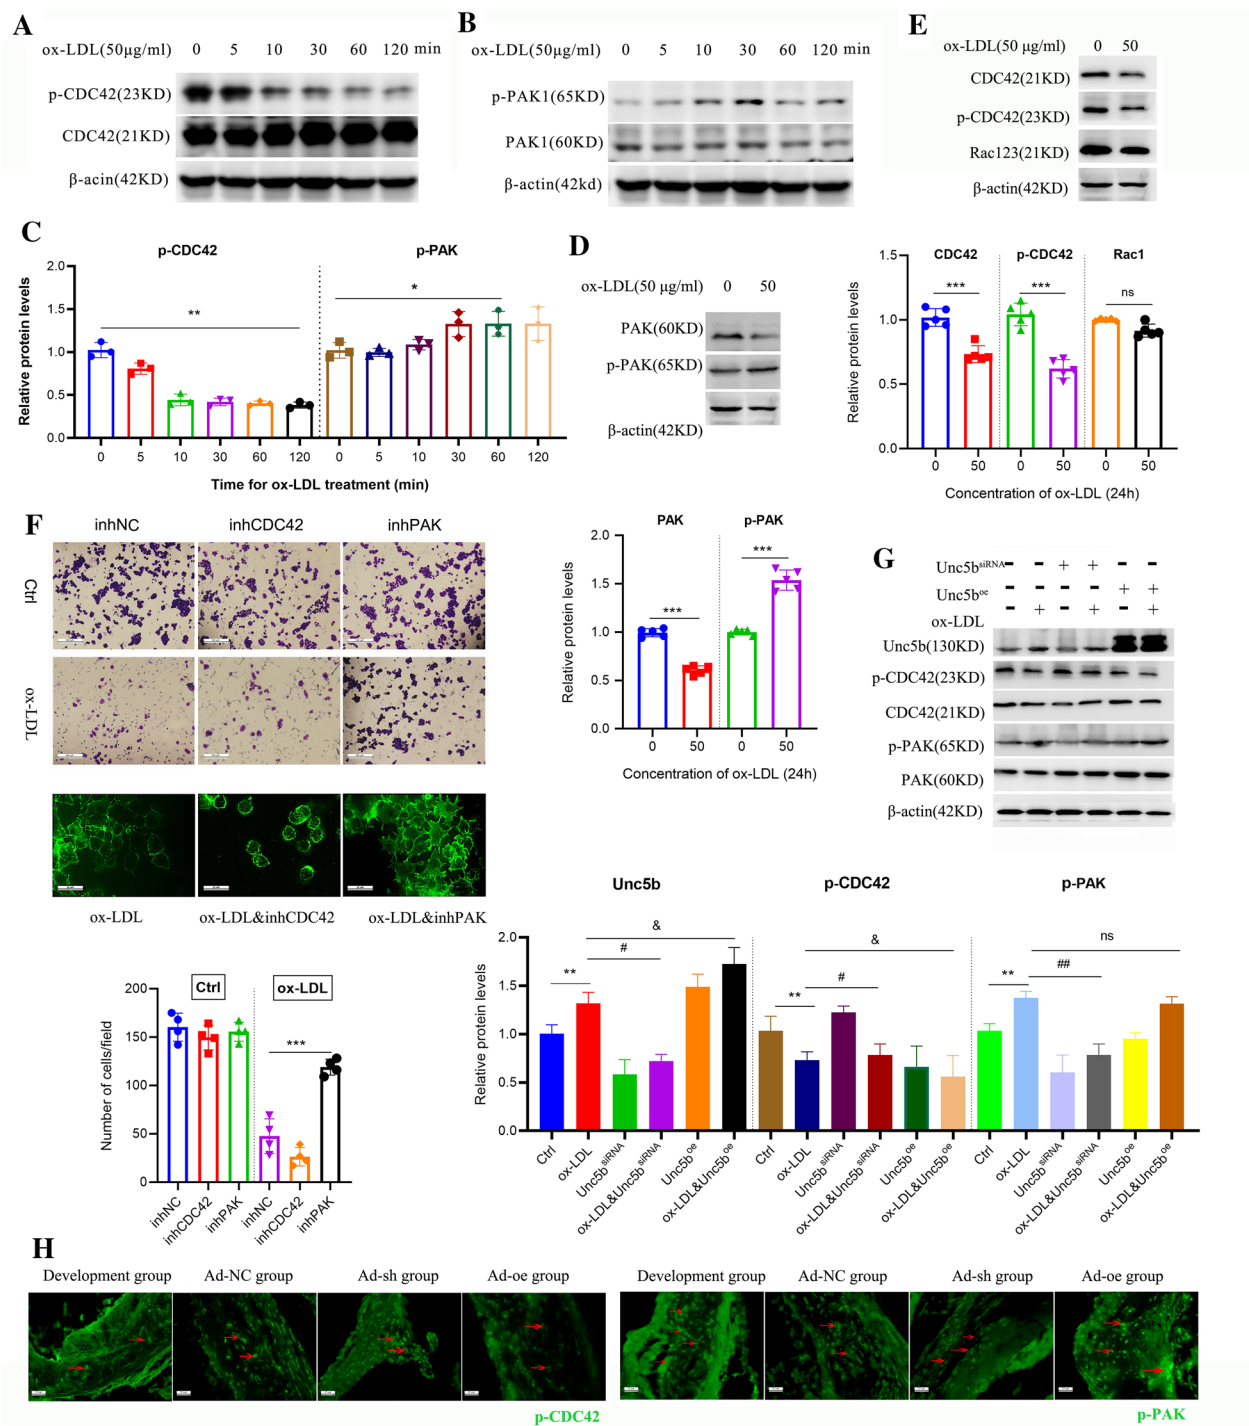 A
ox-LDL(50μg/ml) 0 5 10 30 60 120 min
p-CDC42(23KD)
CDC42(21KD)
β-acin(42KD)
B
ox-LDL(50μg/ml) 0 5 10 30 60 120 min
p-PAK1(65KD)
PAK1(60KD)
β-actin(42kd)
E
ox-LDL(50 μg/ml) 0 50
CDC42(21KD)
p-CDC42(23KD)
Rac123(21KD)
β-actin(42KD)
C
p-CDC42 p-PAK
Relative protein levels
2.0
1.5
1.0
0.5
0.0
** *
0 5 10 30 60 120 0 5 10 30 60 120
Time for ox-LDL treatment (min)
D
ox-LDL(50 μg/ml) 0 50
PAK(60KD)
p-PAK(65KD)
β-actin(42KD)
CDC42 p-CDC42 Rac1
Relative protein levels
1.5
1.0
0.5
0.0
*** *** ns
0 50 0 50 0 50
Concentration of ox-LDL (24h)
PAK p-PAK
Relative protein levels
2.0
1.5
1.0
0.5
0.0
*** ***
0 50 0 50
Concentration of ox-LDL (24h)
F
inhNC inhCDC42 inhPAK
Ctrl
ox-LDL
ox-LDL ox-LDL&inhCDC42 ox-LDL&inhPAK
Ctrl ox-LDL
Number of cells/field
200
150
100
50
0
***
inhNC inhCDC42 inhPAK inhNC inhCDC42 inhPAK
G
Unc5bsiRNA - - + + - -
Unc5boe - - - - + +
ox-LDL - + - + - +
Unc5b(130KD)
p-CDC42(23KD)
CDC42(21KD)
p-PAK(65KD)
PAK(60KD)
β-actin(42KD)
Unc5b p-CDC42 p-PAK
Relative protein levels
2.0
1.5
1.0
0.5
0.0
** # & ** # & ** ## ns
Ctrl ox-LDL Unc5bsiRNA ox-LDL&Unc5bsiRNA Unc5boe ox-LDL&Unc5boe Ctrl ox-LDL Unc5bsiRNA ox-LDL&Unc5bsiRNA Unc5boe ox-LDL&Unc5boe Ctrl ox-LDL Unc5bsiRNA ox-LDL&Unc5bsiRNA Unc5boe ox-LDL&Unc5boe
H
Development group Ad-NC group Ad-sh group Ad-oe group Development group Ad-NC group Ad-sh group Ad-oe group
p-CDC42 p-PAK